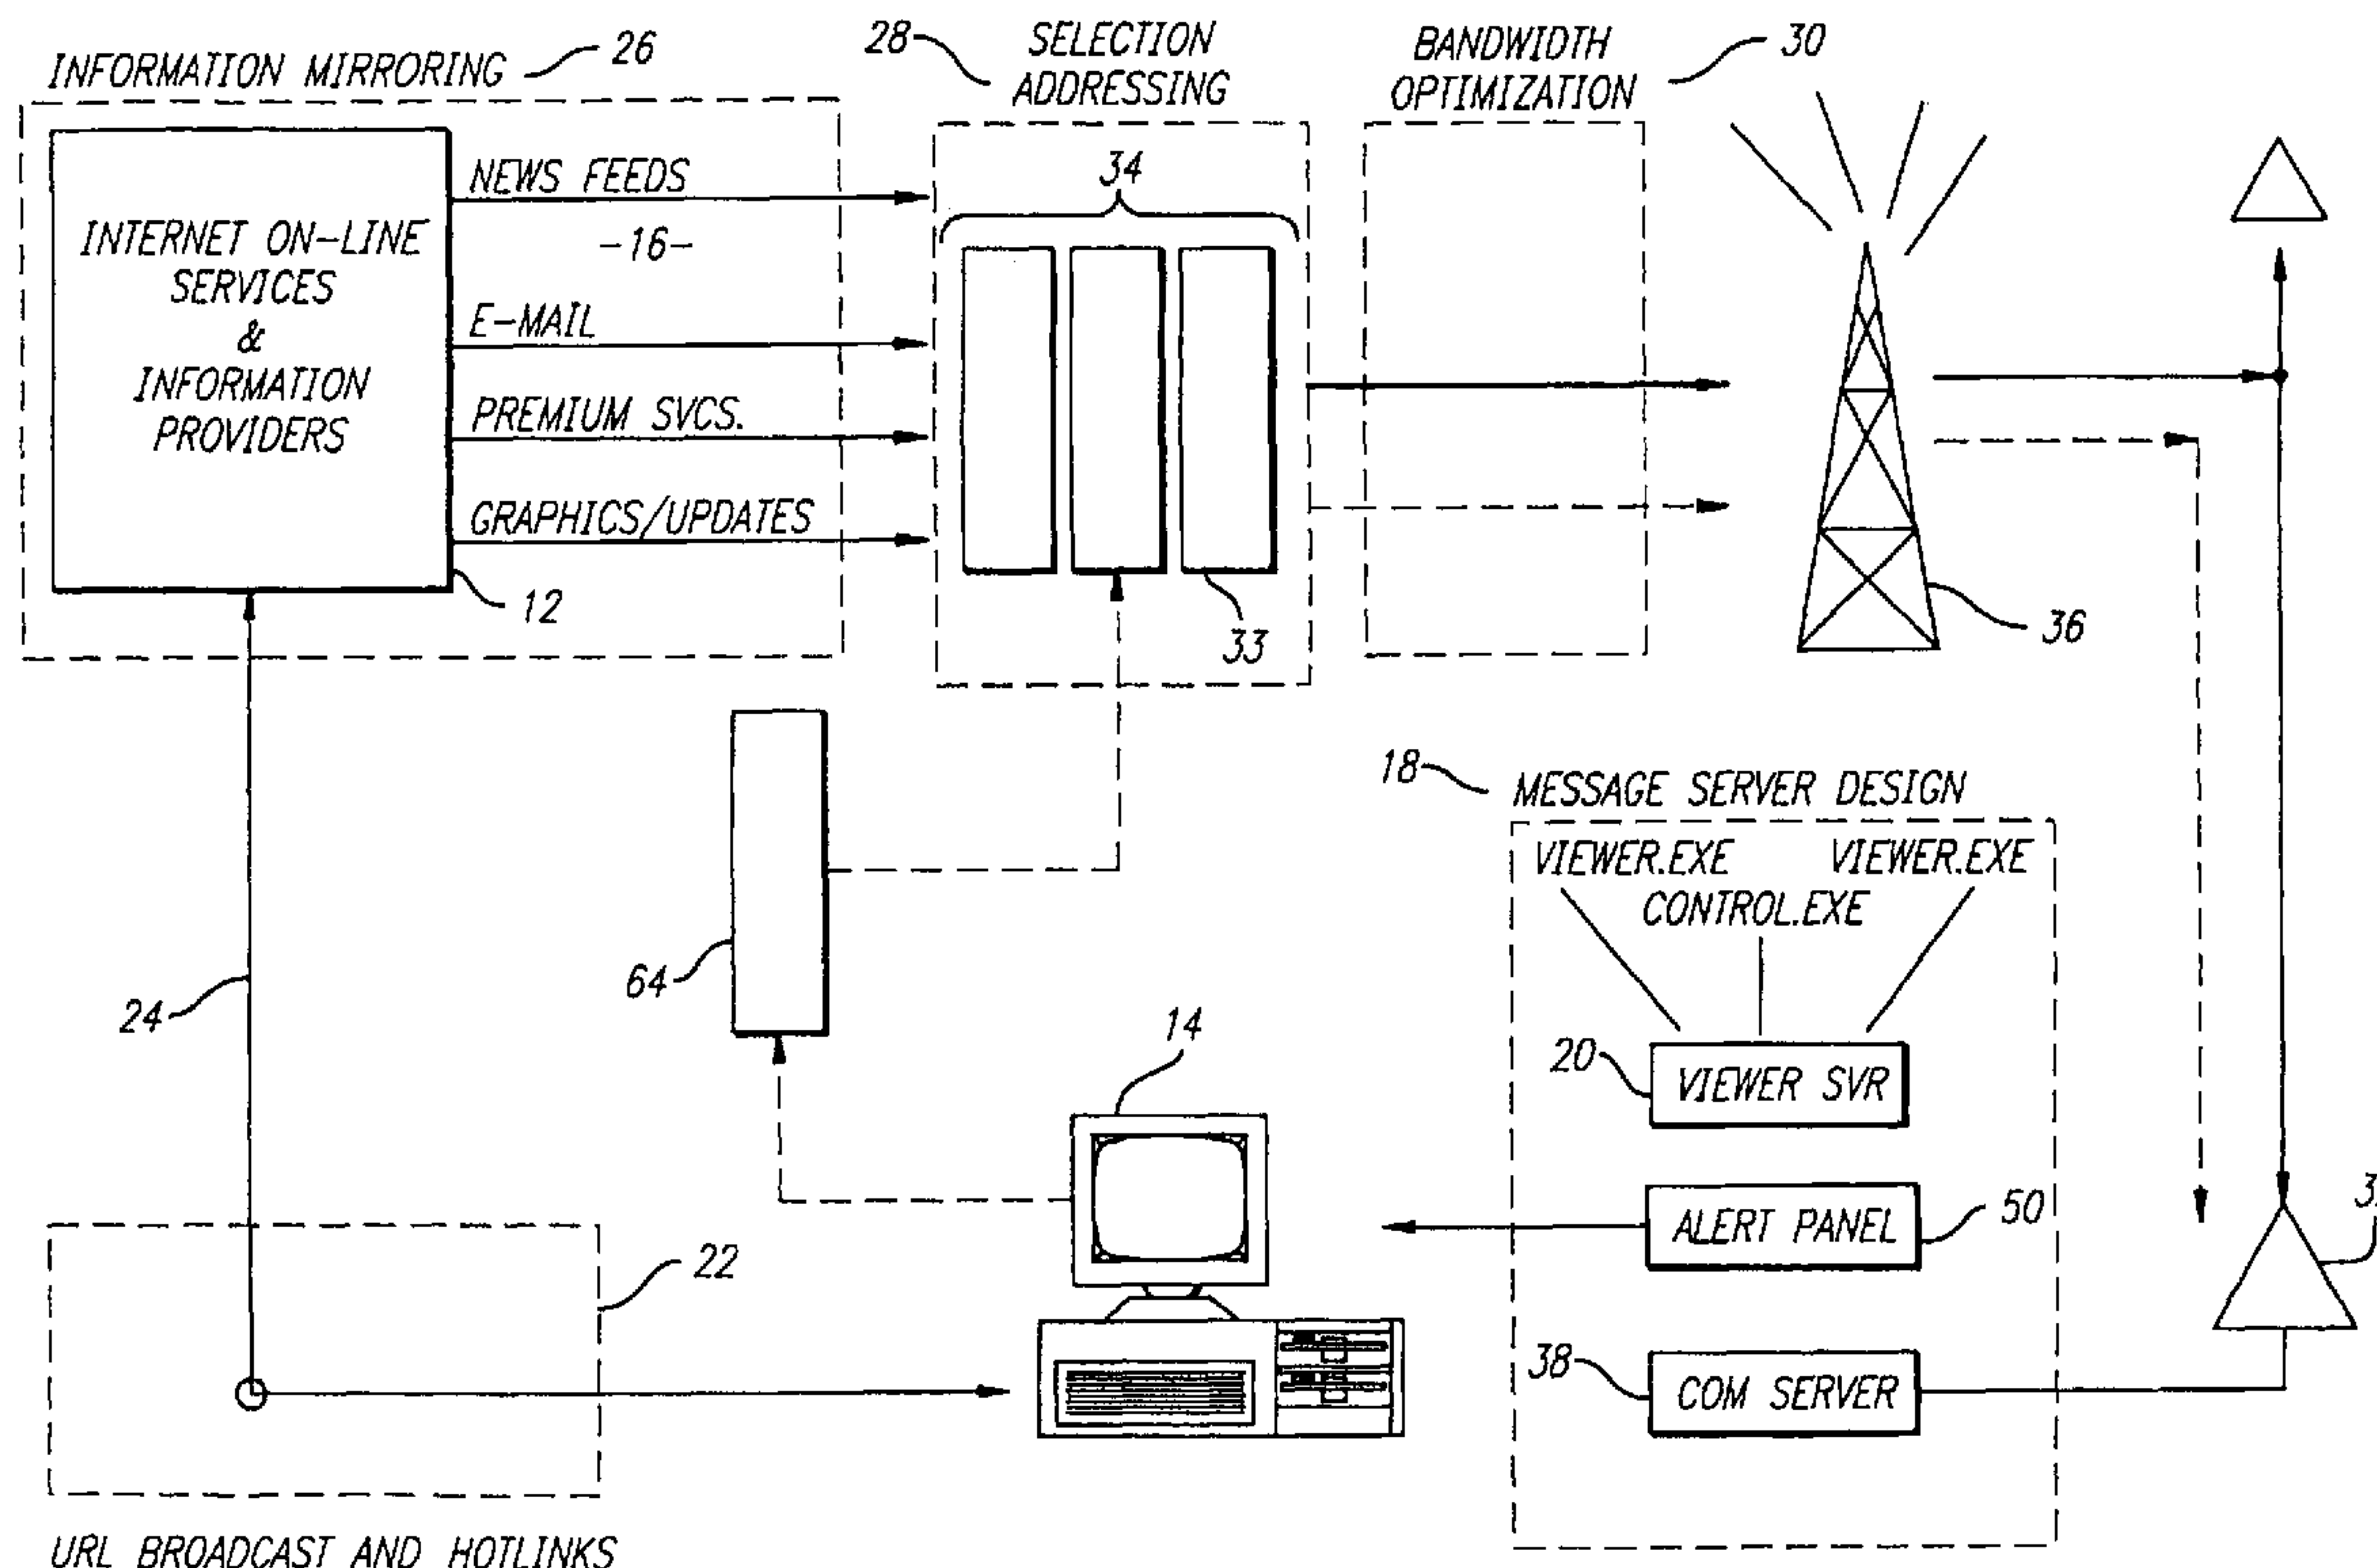 INFORMATION MIRRORING
26
28
SELECTION
ADDRESSING
BANDWIDTH
OPTIMIZATION
30
INTERNET ON-LINE
SERVICES
&
INFORMATION
PROVIDERS
NEWS FEEDS
-16-
E-MAIL
PREMIUM SVCS.
GRAPHICS/UPDATES
12
34
33
36
64
24
14
22
18
MESSAGE SERVER DESIGN
VIEWER.EXE
VIEWER.EXE
CONTROL.EXE
20
VIEWER SVR
ALERT PANEL
50
38
COM SERVER
URL BROADCAST AND HOTLINKS